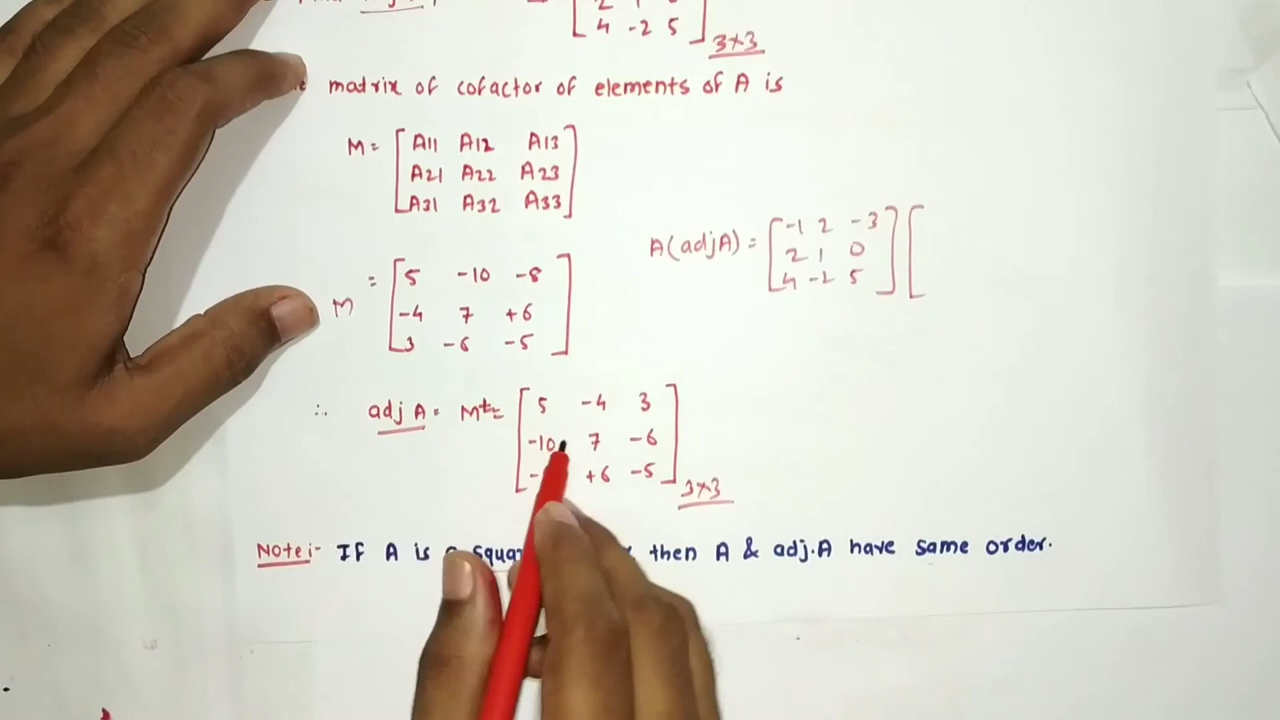 4 -2 5
3×3
matrix of cofactor of elements of A is
M = [ A11 A12 A13
A21 A22 A23
A31 A32 A33 ]
A(adjA) = [ -1 2 -3
2 1 0
4 -2 5 ] [
M = [ 5 -10 -8
-4 7 +6
3 -6 -5 ]
∴ adj A = Mt = [ 5 -4 3
-10 7 -6
+6 -5 ] 3×3
Note:- IF A is a then A & adj.A have same order.